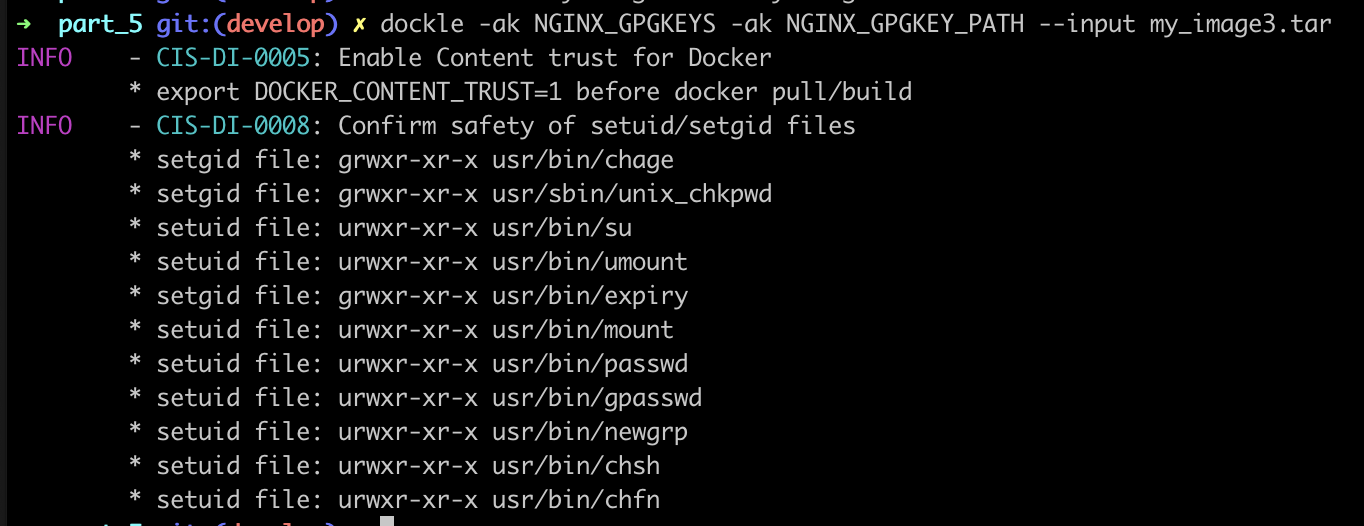 ➜ part_5 git:(develop) ✗ dockle -ak NGINX_GPGKEYS -ak NGINX_GPGKEY_PATH --input my_image3.tar
INFO - CIS-DI-0005: Enable Content trust for Docker
* export DOCKER_CONTENT_TRUST=1 before docker pull/build
INFO - CIS-DI-0008: Confirm safety of setuid/setgid files
* setgid file: grwxr-xr-x usr/bin/chage
* setgid file: grwxr-xr-x usr/sbin/unix_chkpwd
* setuid file: urwxr-xr-x usr/bin/su
* setuid file: urwxr-xr-x usr/bin/umount
* setgid file: grwxr-xr-x usr/bin/expiry
* setuid file: urwxr-xr-x usr/bin/mount
* setuid file: urwxr-xr-x usr/bin/passwd
* setuid file: urwxr-xr-x usr/bin/gpasswd
* setuid file: urwxr-xr-x usr/bin/newgrp
* setuid file: urwxr-xr-x usr/bin/chsh
* setuid file: urwxr-xr-x usr/bin/chfn